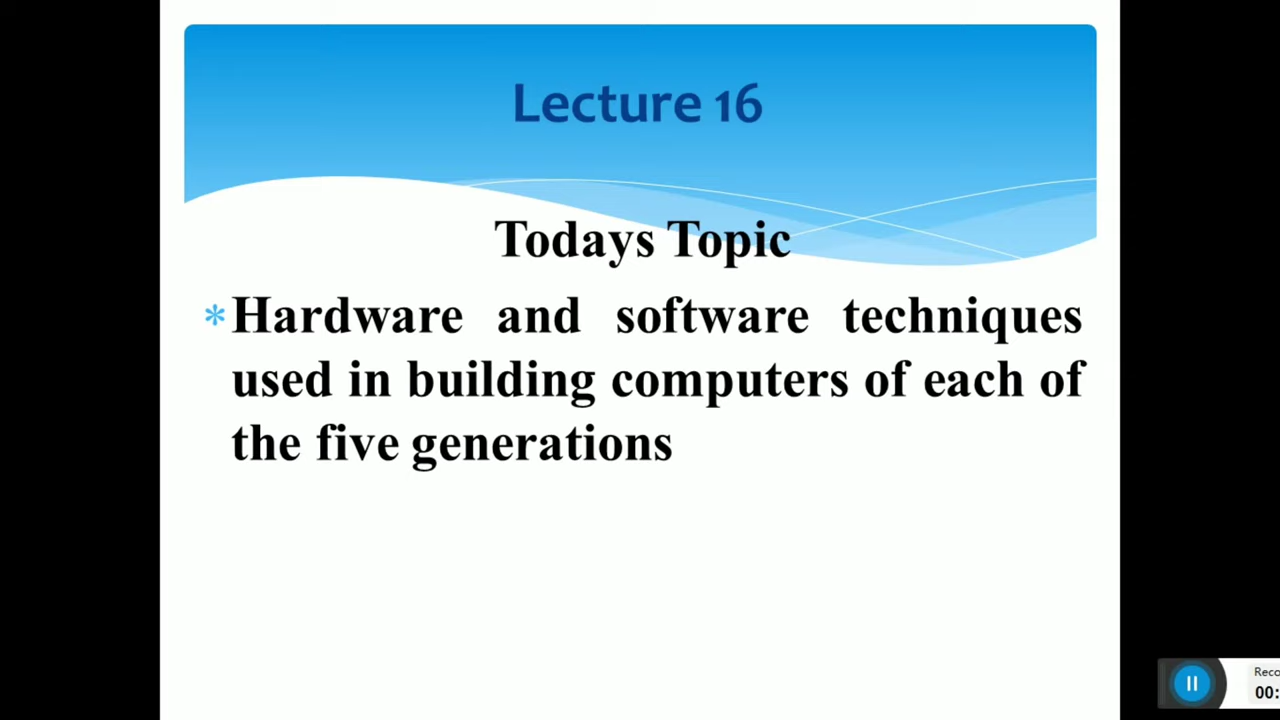 Lecture 16
Todays Topic
*Hardware and software techniques
used in building computers of each of
the five generations
Reco
00: